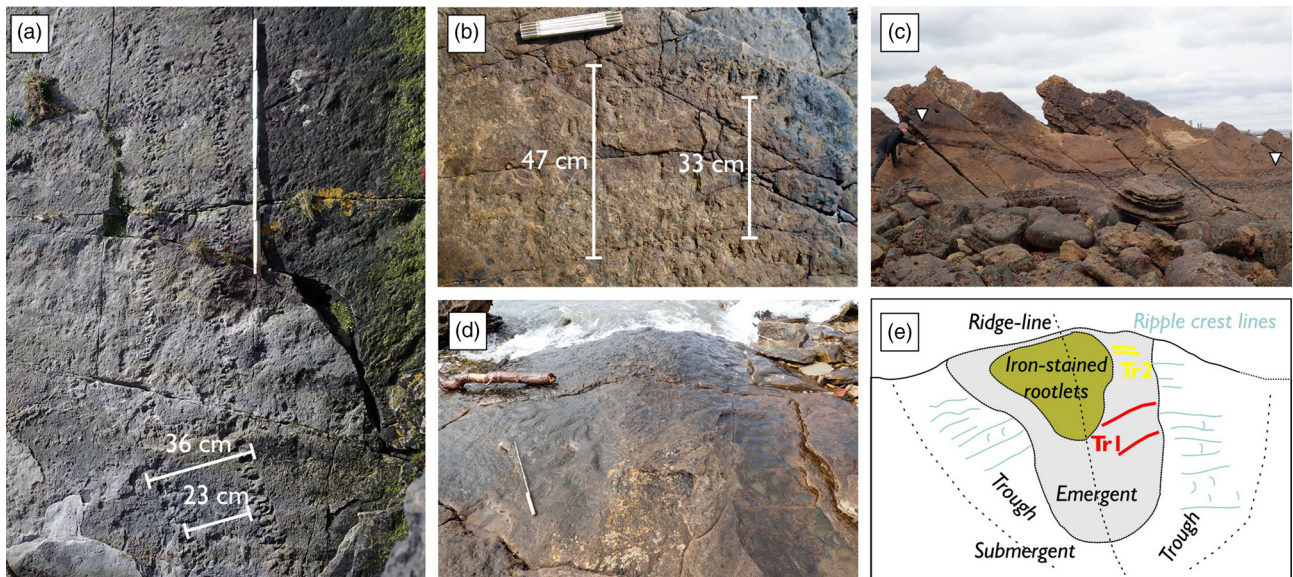 (a)
36 cm
23 cm
(b)
47 cm
33 cm
(c)
(d)
(e)
Ridge-line
Ripple crest lines
Iron-stained
rootlets
Tr2
Tr1
Emergent
Trough
Trough
Submergent